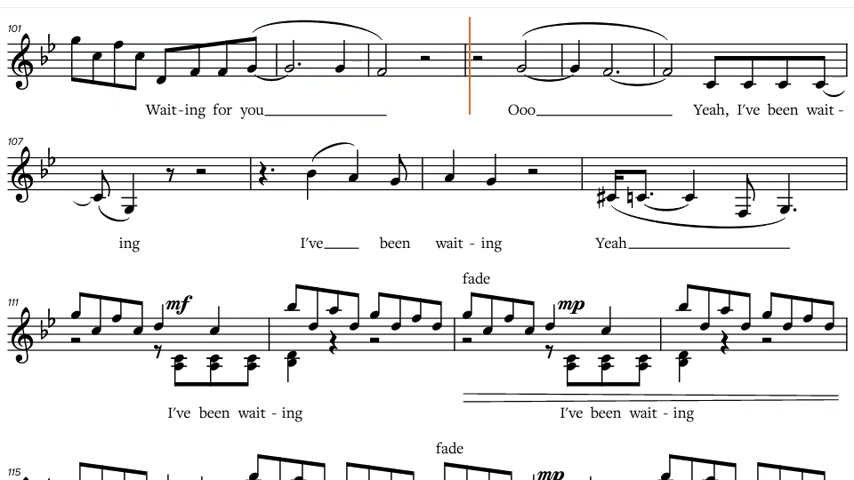 101
Wait-ing for you
Ooo
Yeah, I've been wait-
107
ing
I've
been
wait - ing
Yeah
fade
111
mf
mp
I've been wait - ing
I've been wait - ing
fade
115
mp